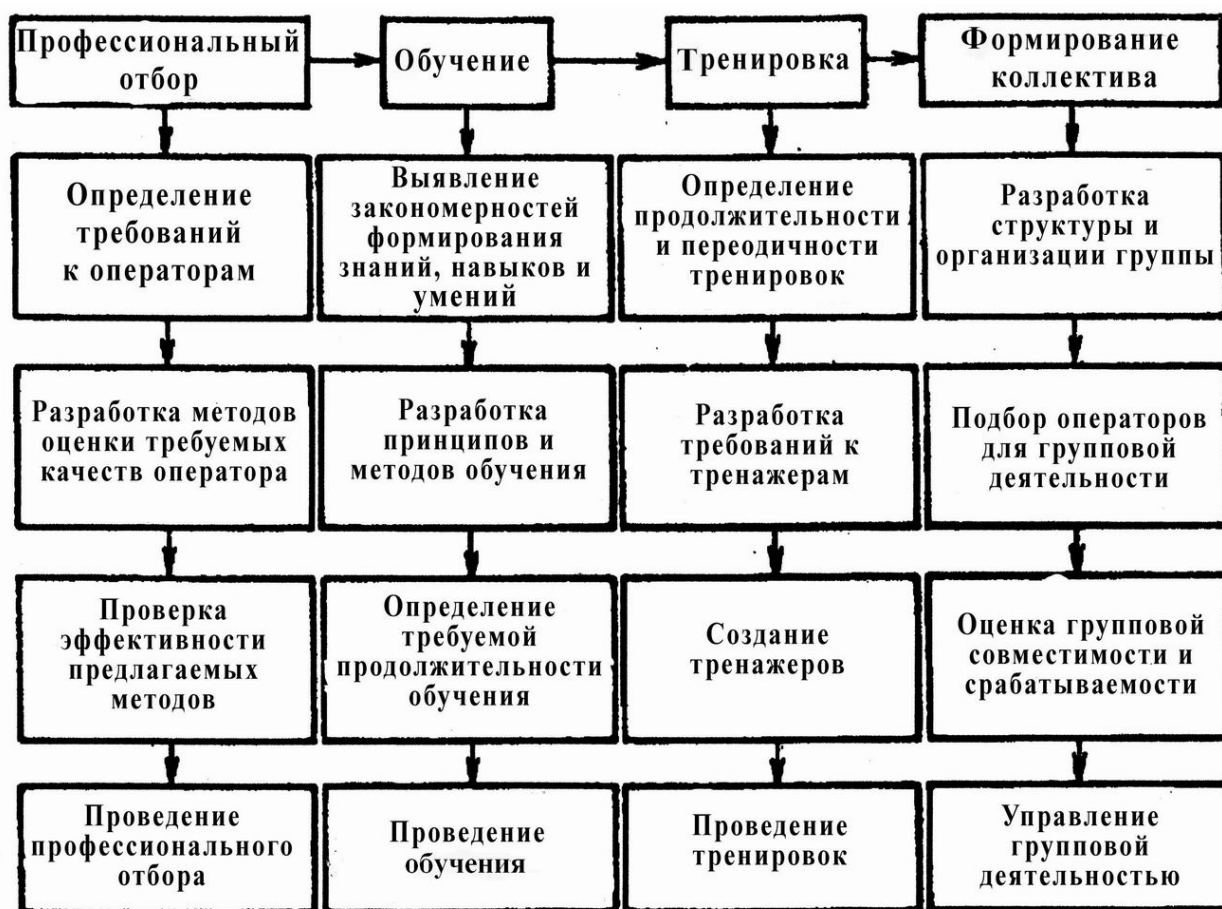 Профессиональный
отбор
Обучение
Тренировка
Формирование
коллектива
Определение
требований
к операторам
Выявление
закономерностей
формирования
знаний, навыков и
умений
Определение
продолжительности
и переодичности
тренировок
Разработка
структуры и
организации группы
Разработка методов
оценки требуемых
качеств оператора
Разработка
принципов и
методов обучения
Разработка
требований к
тренажерам
Подбор операторов
для групповой
деятельности
Проверка
эффективности
предлагаемых
методов
Определение
требуемой
продолжительности
обучения
Создание
тренажеров
Оценка групповой
совместимости и
срабатываемости
Проведение
профессионального
отбора
Проведение
обучения
Проведение
тренировок
Управление
групповой
деятельностью